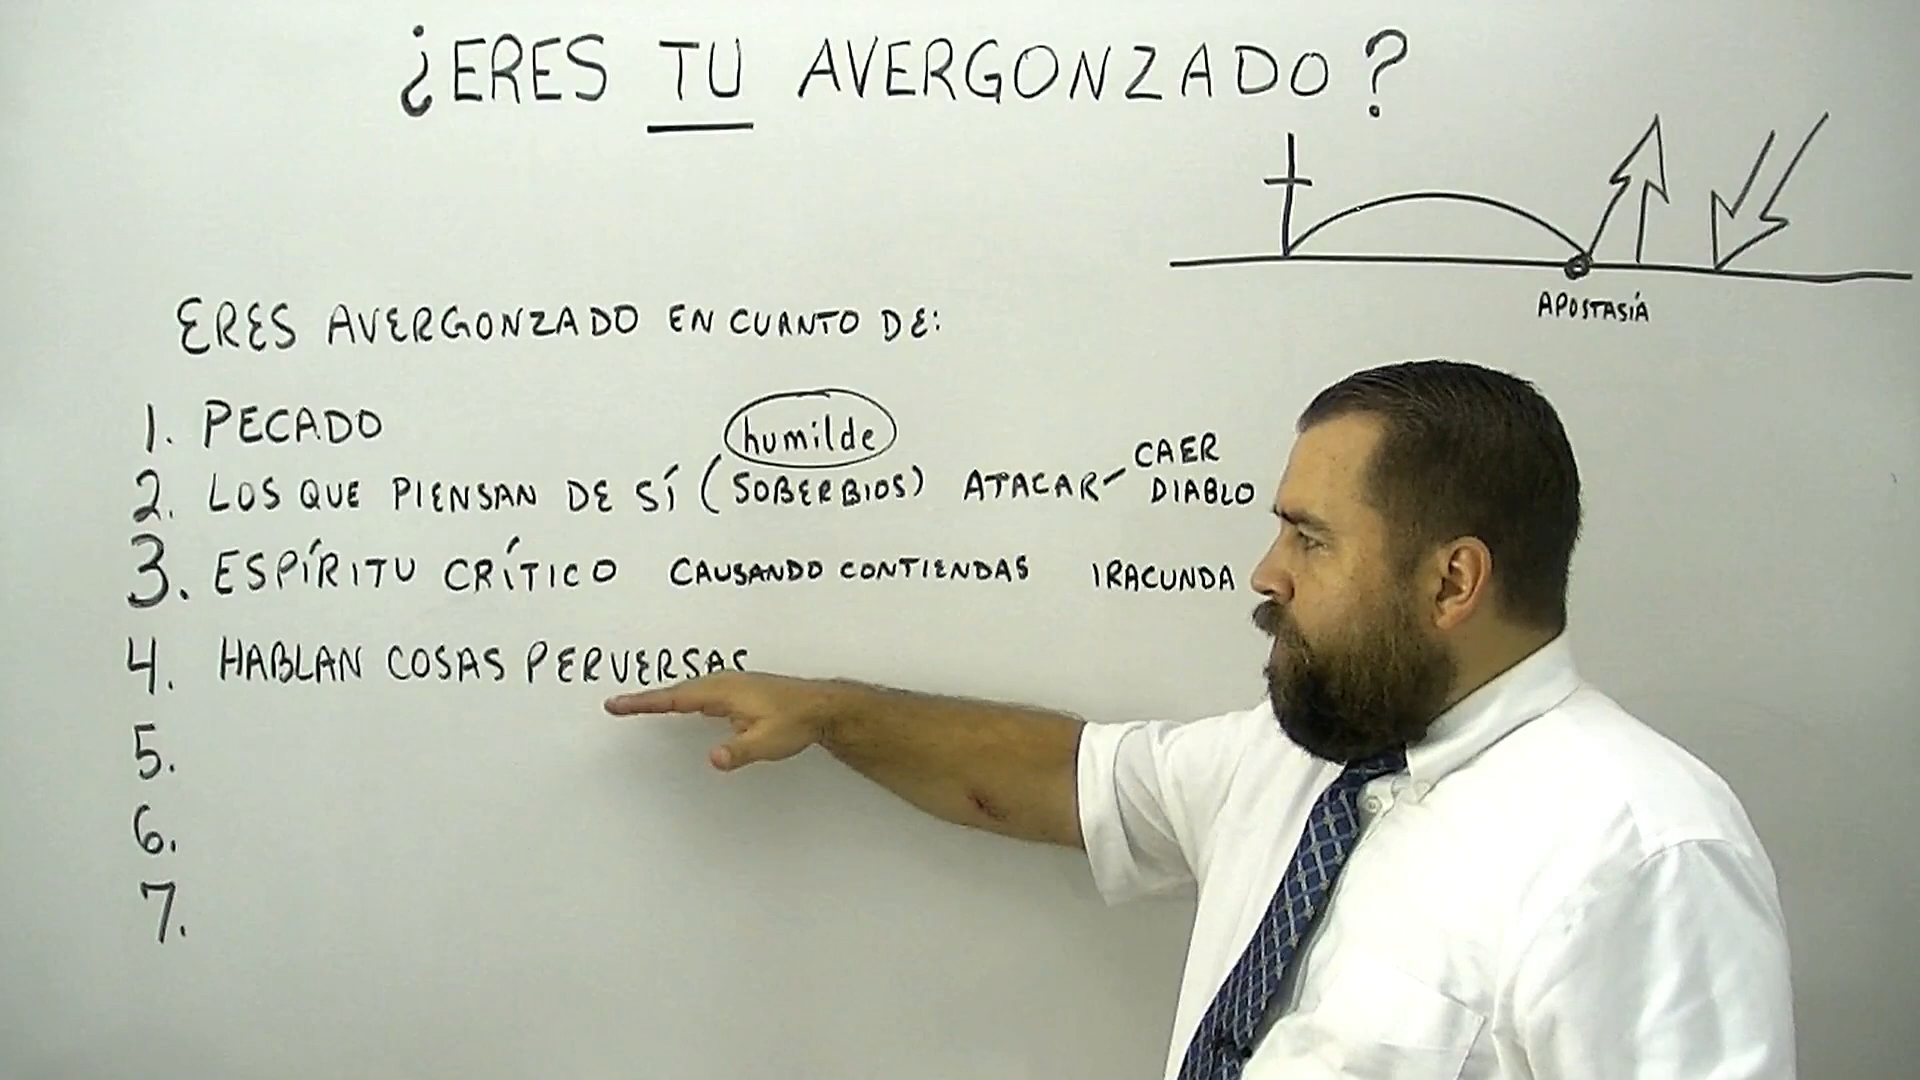 ¿ERES TU AVERGONZADO?
APOSTASÍA
ERES AVERGONZADO EN CUANTO DE:
1. PECADO
humilde
2. LOS QUE PIENSAN DE SÍ (SOBERBIOS) ATACAR - CAER
DIABLO
3. ESPÍRITU CRÍTICO CAUSANDO CONTIENDAS IRACUNDA
4. HABLAN COSAS PERVERSAS
5.
6.
7.